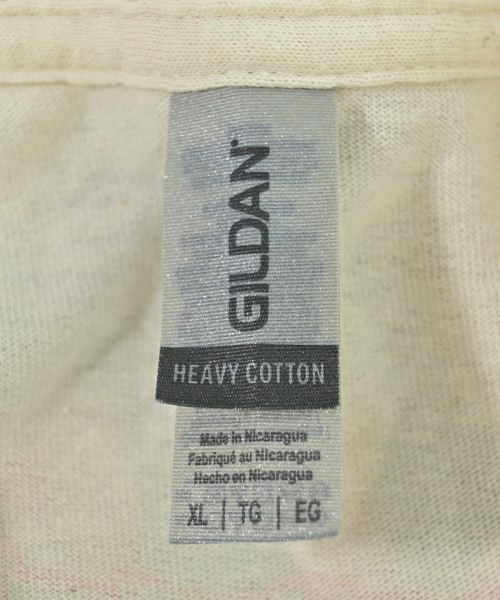 GILDAN
HEAVY COTTON
Made in Nicaragua
Fabriqué au Nicaragua
Hecho en Nicaragua
XL | TG | EG